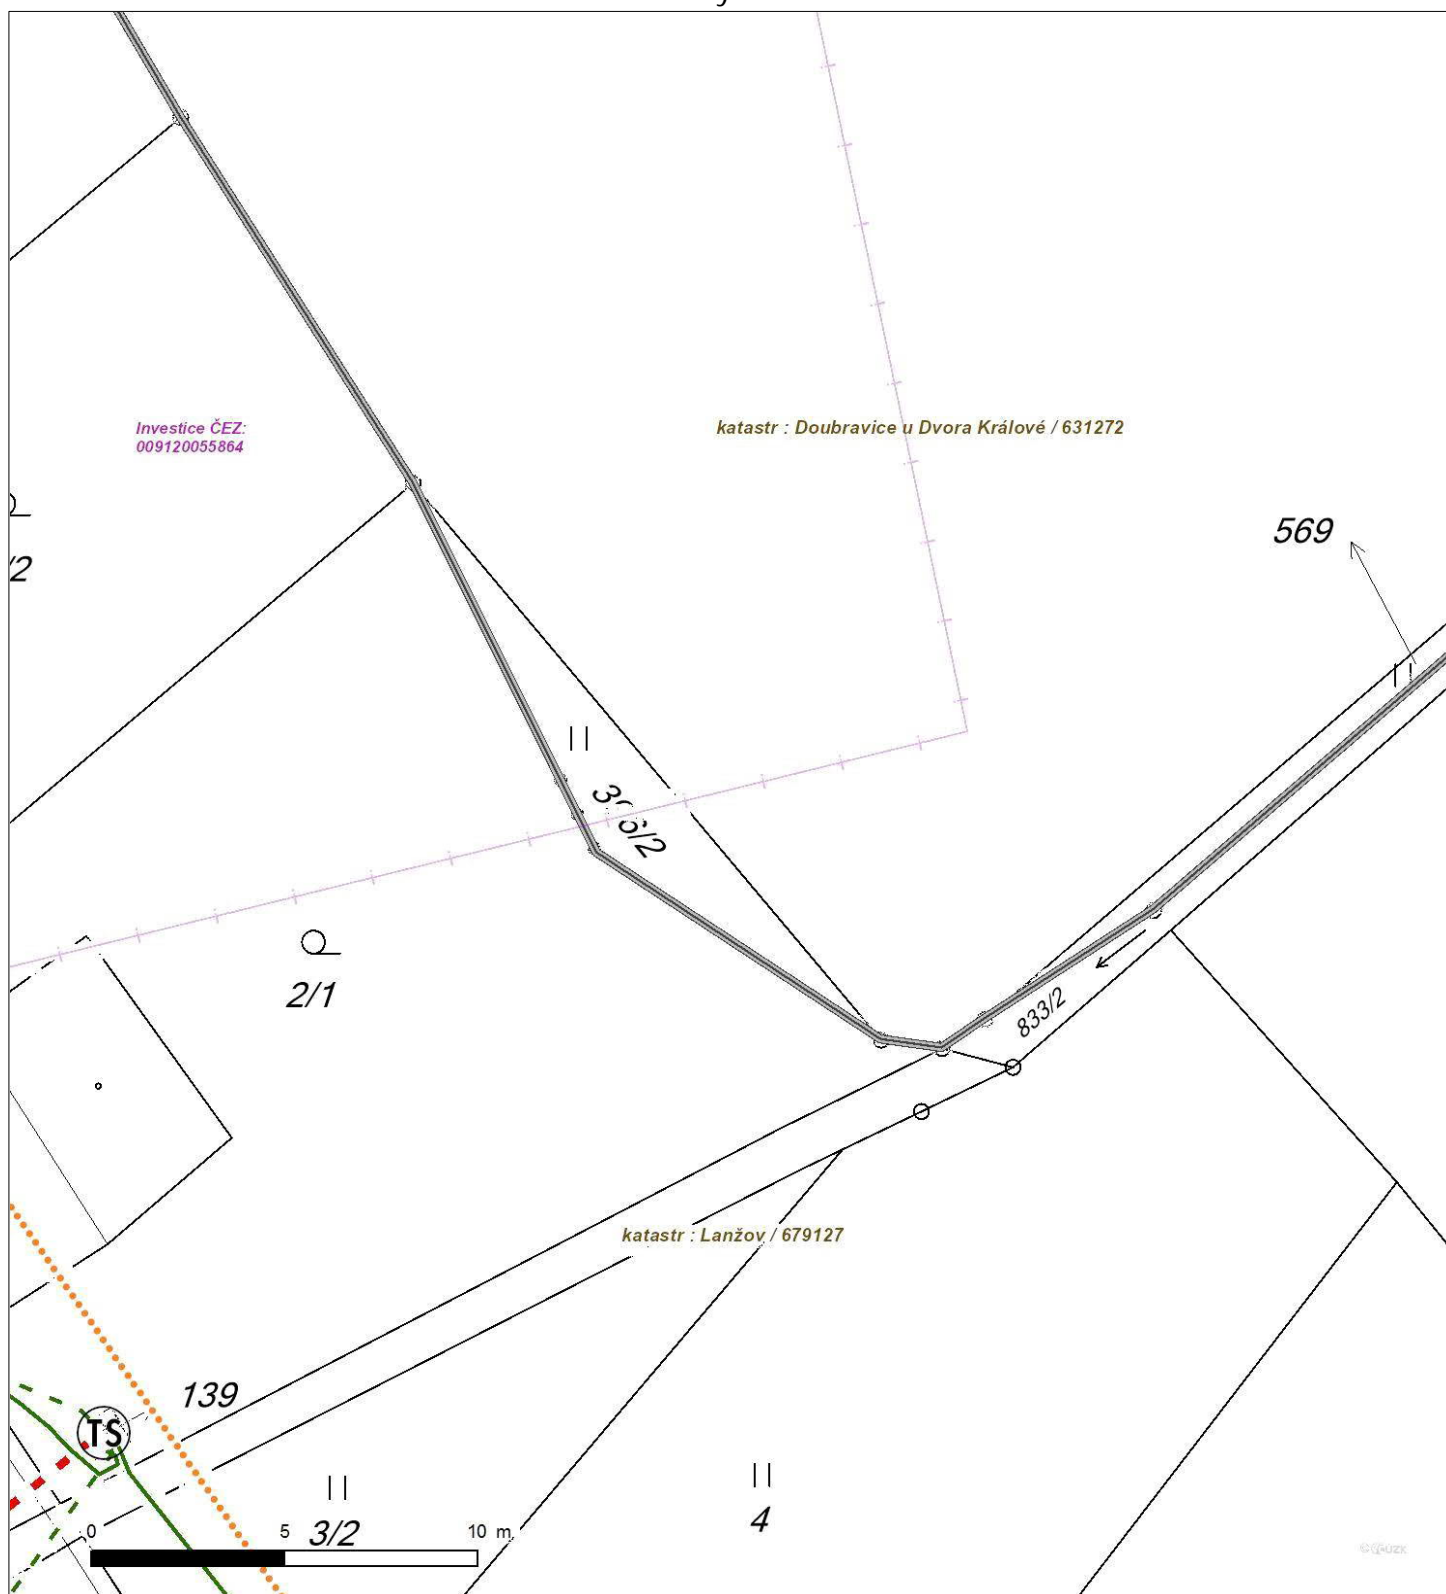 Investice ČEZ:
009120055864
katastr : Doubravice u Dvora Králové / 631272
569
/2
2/1
833/2
katastr : Lanžov / 679127
139
TS
3/2
4
0 5 10 m